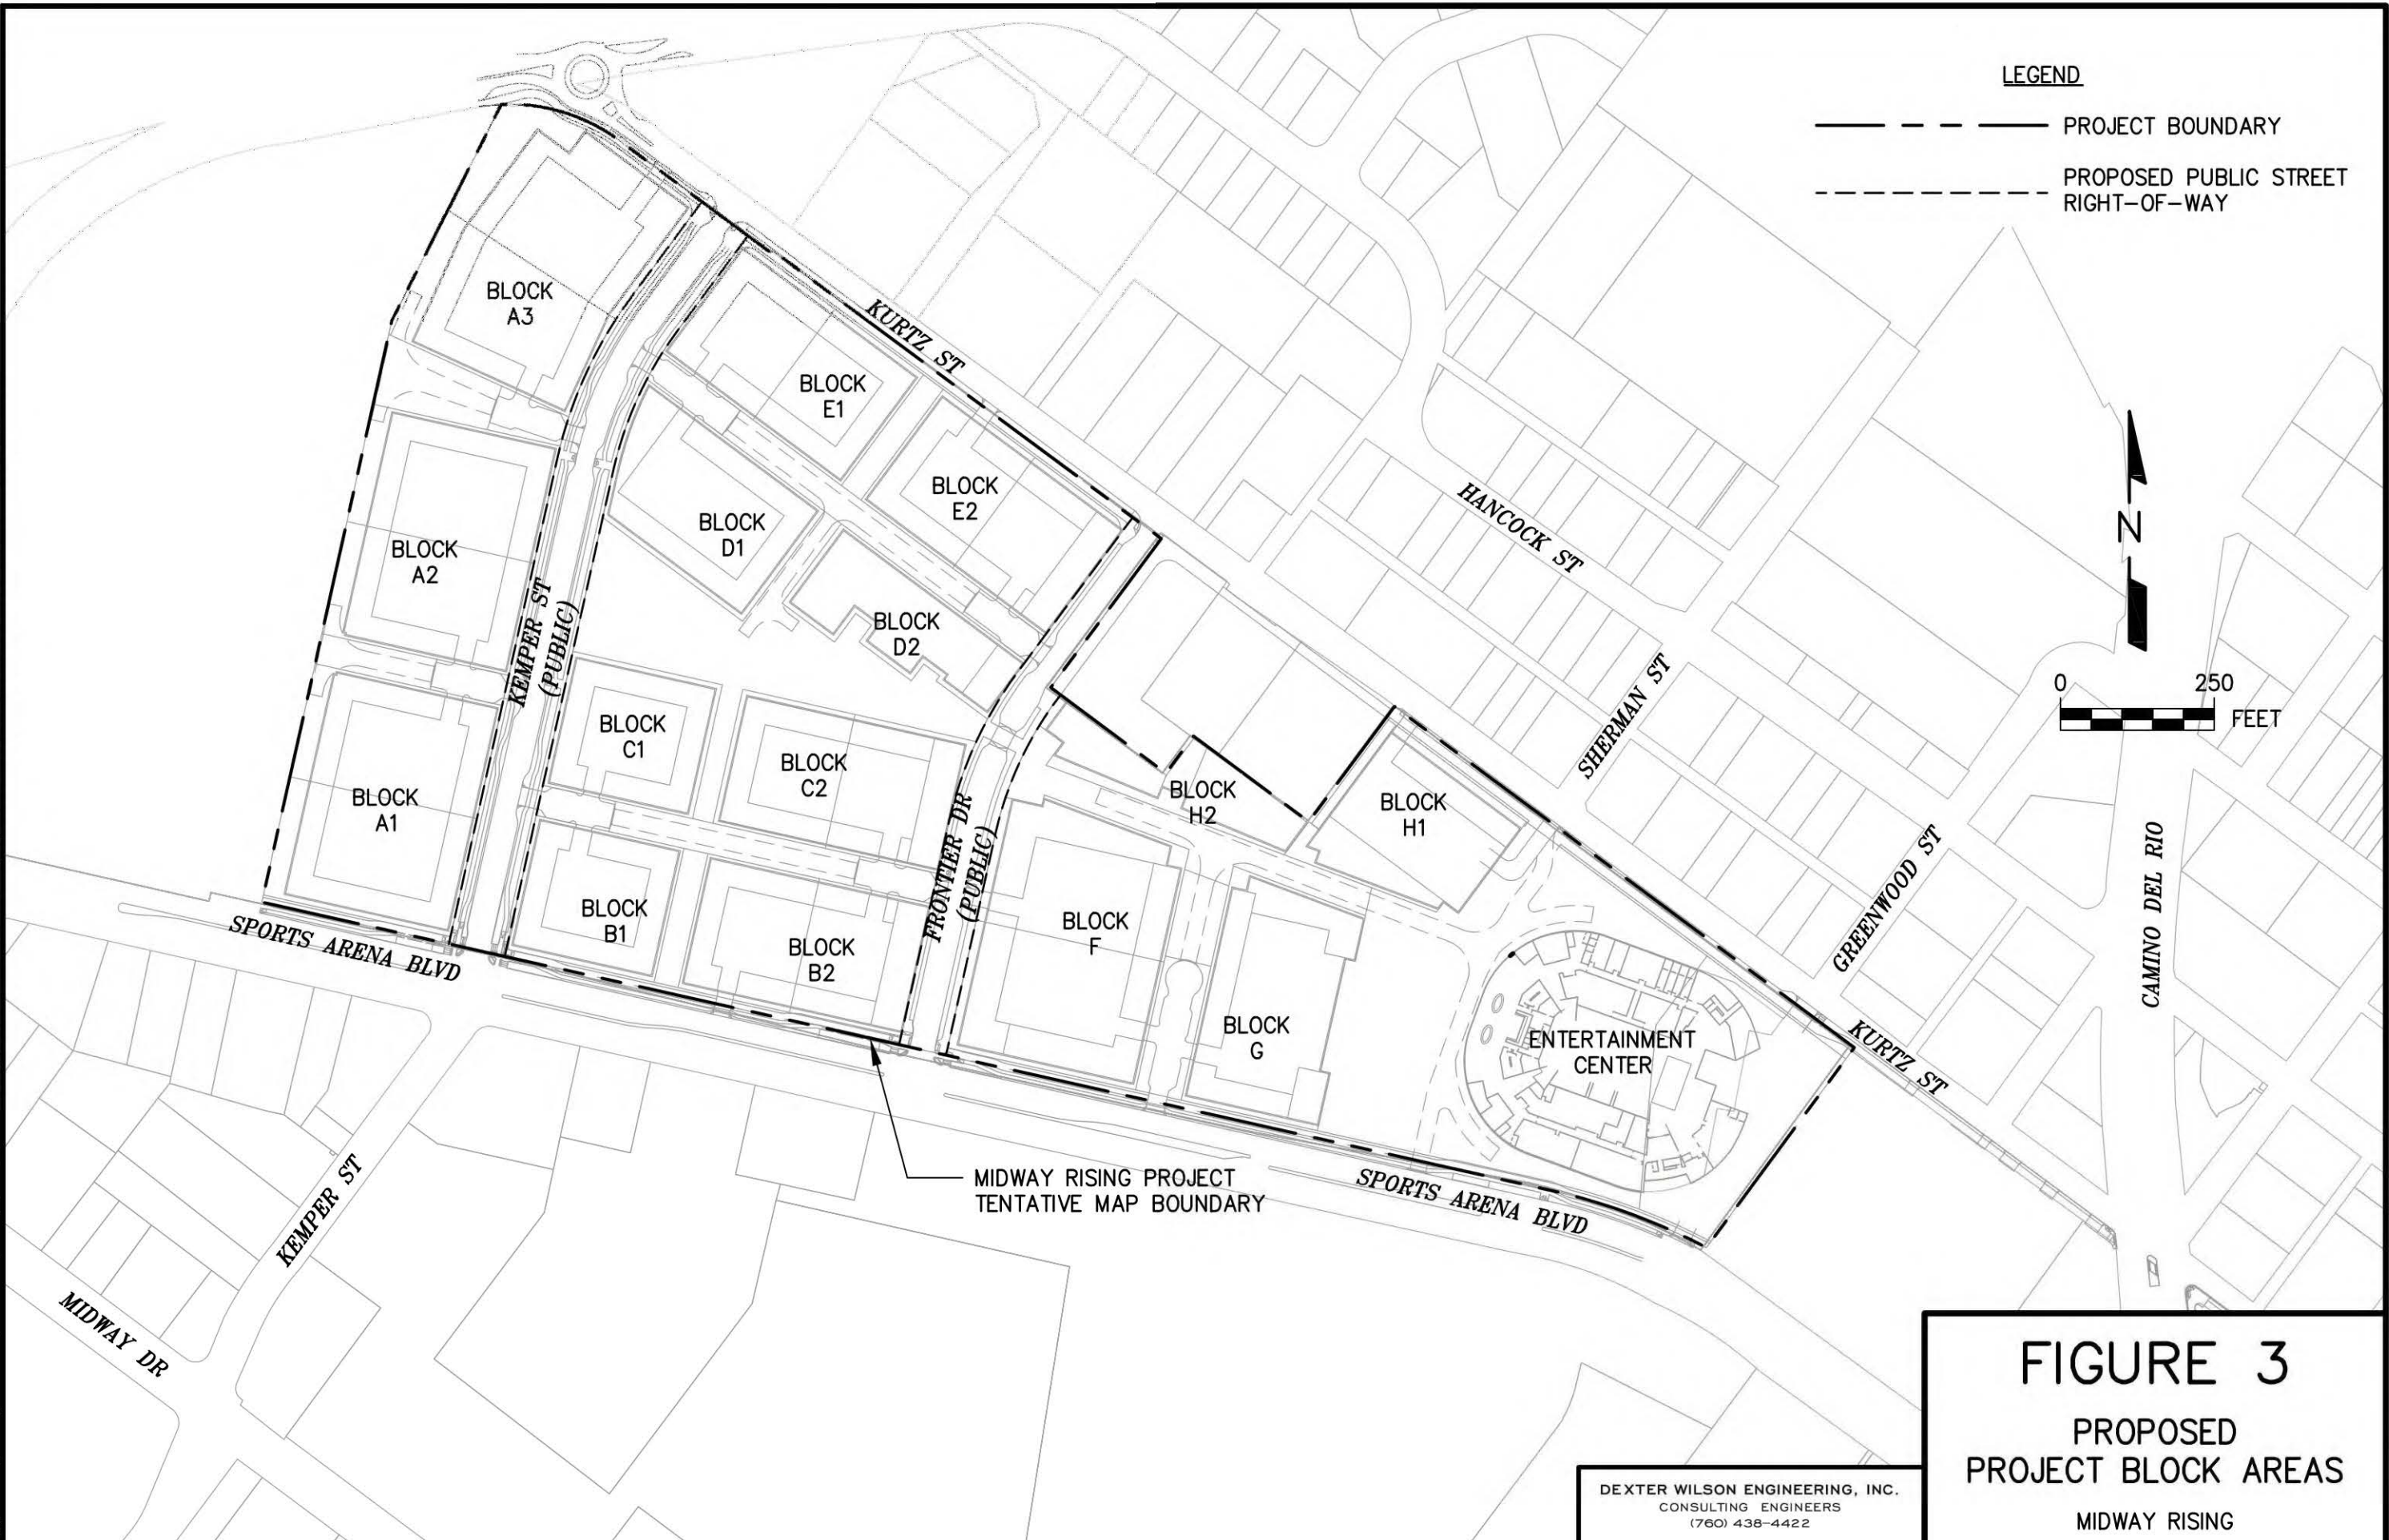 LEGEND
PROJECT BOUNDARY
PROPOSED PUBLIC STREET
RIGHT-OF-WAY
BLOCK
A3
KURTZ ST
BLOCK
E1
BLOCK
E2
HANCOCK ST
BLOCK
D1
BLOCK
A2
N
KEMPER ST
(PUBLIC)
BLOCK
D2
SHERMAN ST
0 250
FEET
BLOCK
C1
BLOCK
C2
BLOCK
H2
BLOCK
H1
BLOCK
A1
FRONTIER DR
(PUBLIC)
GREENWOOD ST
CAMINO DEL RIO
BLOCK
B1
BLOCK
B2
BLOCK
F
BLOCK
G
SPORTS ARENA BLVD
ENTERTAINMENT
CENTER
KURTZ ST
MIDWAY RISING PROJECT
TENTATIVE MAP BOUNDARY
SPORTS ARENA BLVD
KEMPER ST
MIDWAY DR
FIGURE 3
PROPOSED
PROJECT BLOCK AREAS
MIDWAY RISING
DEXTER WILSON ENGINEERING, INC.
CONSULTING ENGINEERS
(760) 438-4422